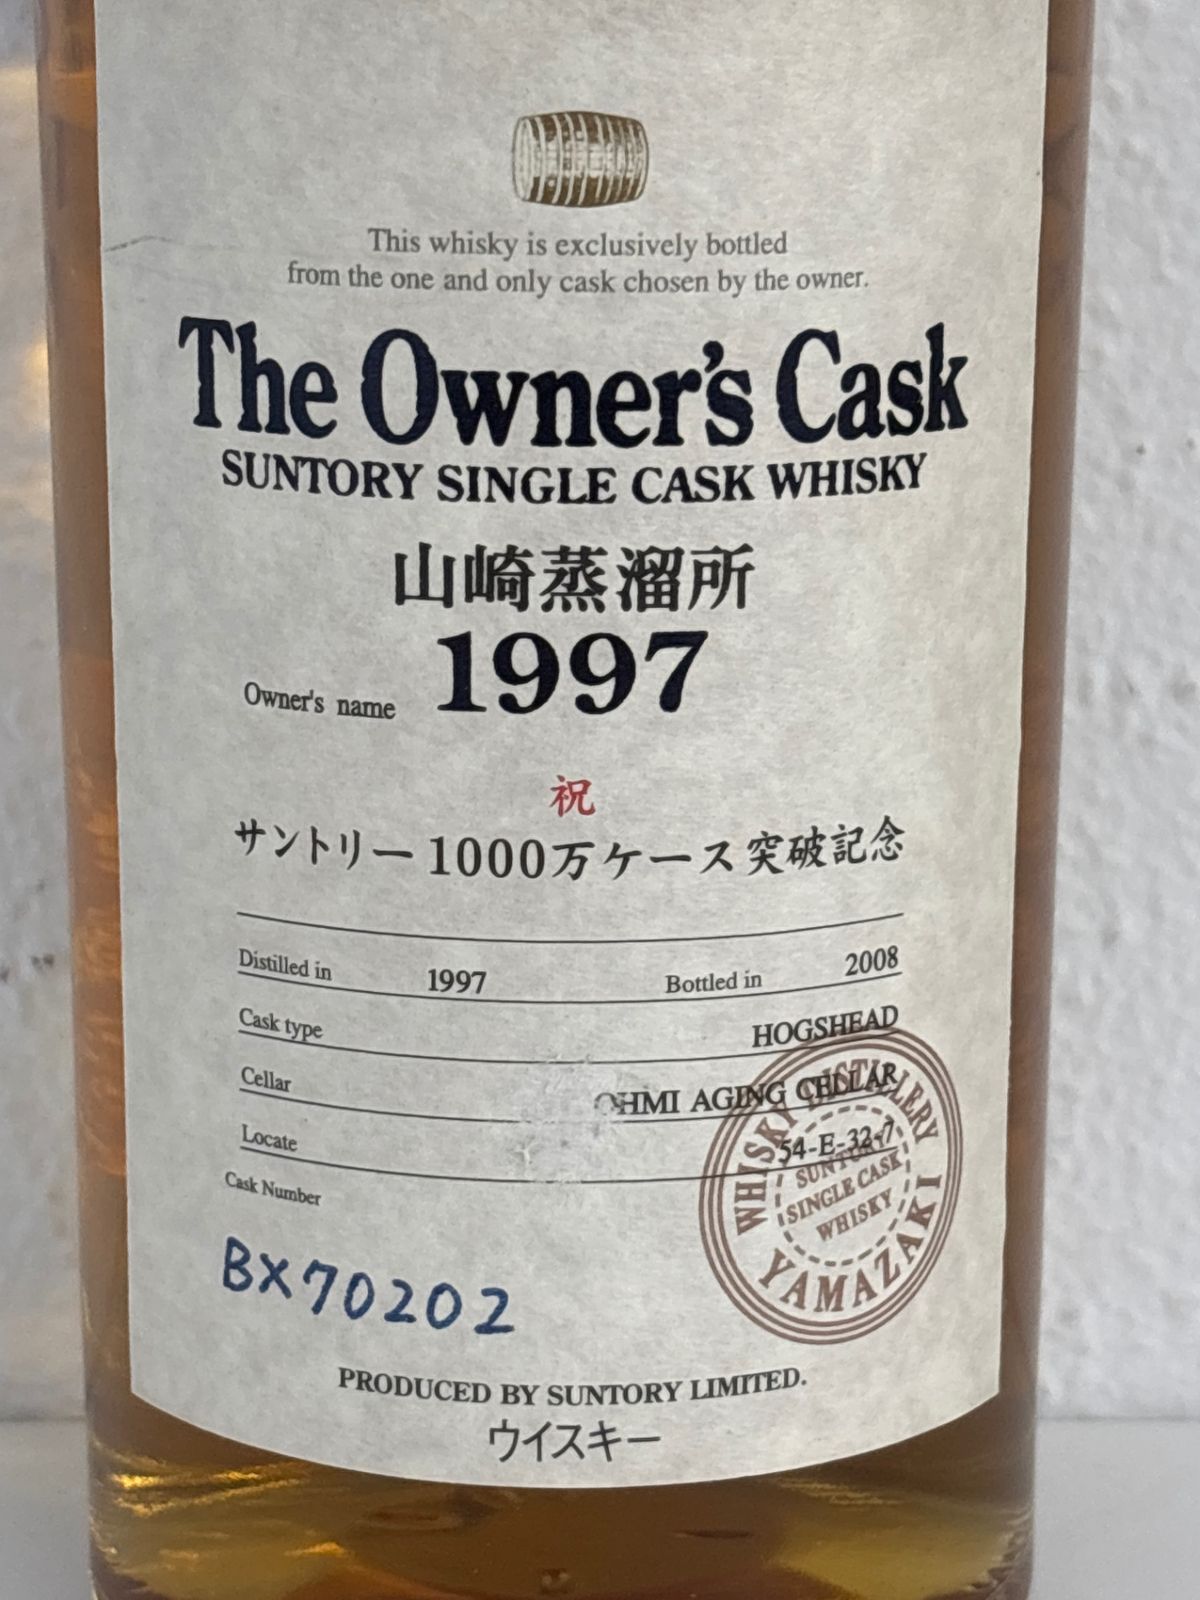 This whisky is exclusively bottled
from the one and only cask chosen by the owner.
The Owner's Cask
SUNTORY SINGLE CASK WHISKY
山崎蒸溜所
1997
Owner's name
祝
サントリー1000万ケース突破記念
Distilled in 1997 Bottled in 2008
Cask type HOGSHEAD
Cellar OHMI AGING CELLAR
Locate 54-E-32-7
Cask Number
BX70202
WHISKY DISTILLERY
SUNTORY
SINGLE CASK
WHISKY
YAMAZAKI
PRODUCED BY SUNTORY LIMITED.
ウイスキー